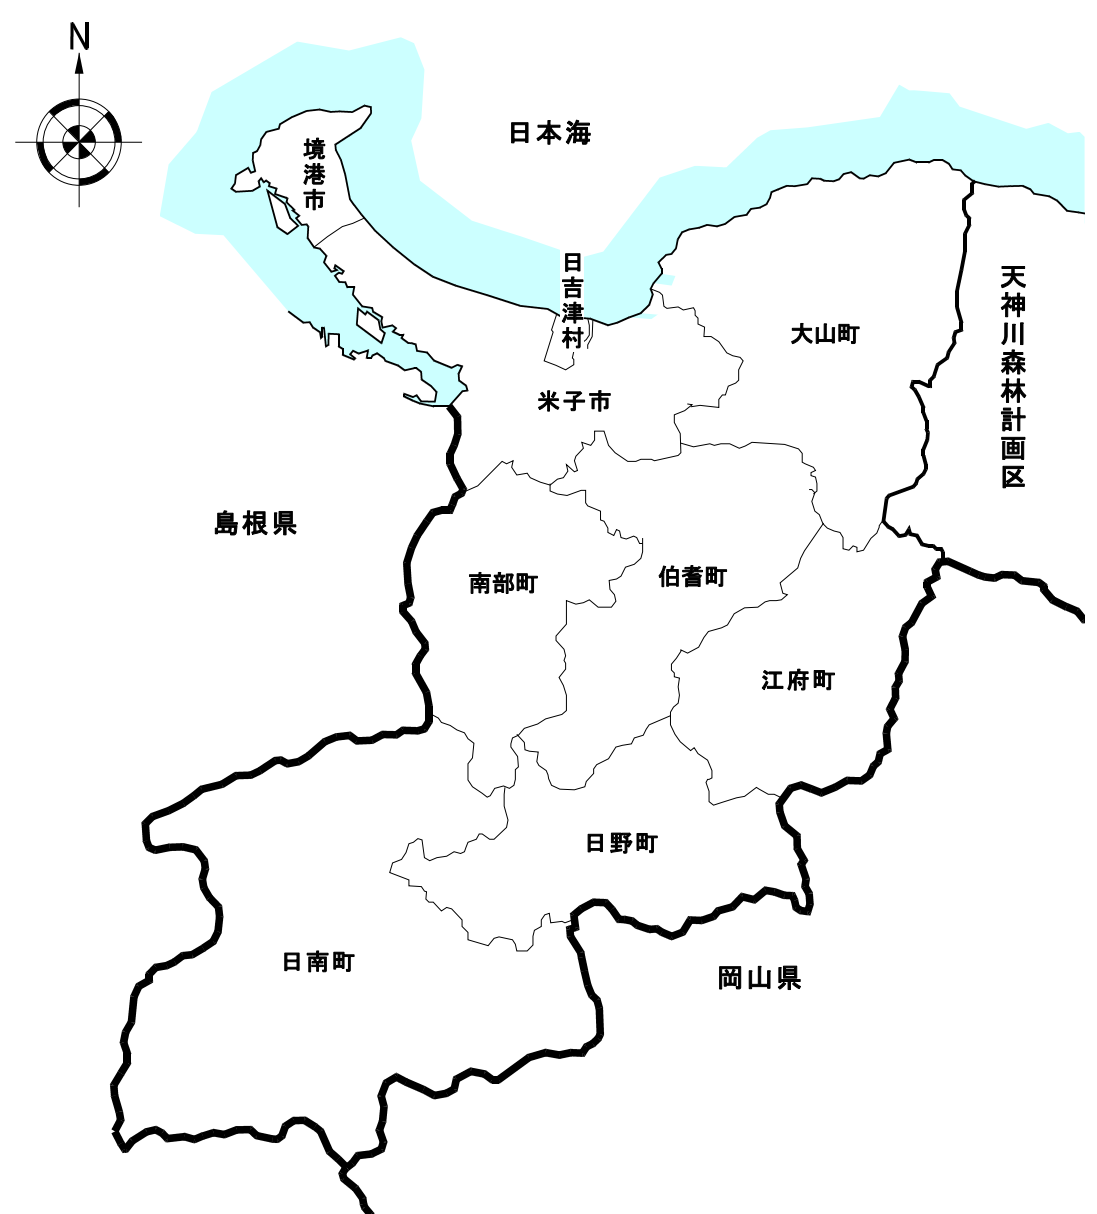 N
日本海
境港市
日吉津村
天神川森林計画区
大山町
米子市
島根県
南部町
伯耆町
江府町
日野町
日南町
岡山県